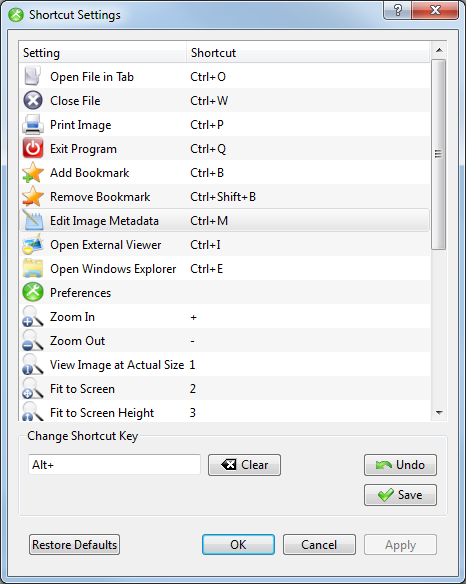 Shortcut Settings
Setting Shortcut
Open File in Tab Ctrl+O
Close File Ctrl+W
Print Image Ctrl+P
Exit Program Ctrl+Q
Add Bookmark Ctrl+B
Remove Bookmark Ctrl+Shift+B
Edit Image Metadata Ctrl+M
Open External Viewer Ctrl+I
Open Windows Explorer Ctrl+E
Preferences
Zoom In +
Zoom Out -
View Image at Actual Size 1
Fit to Screen 2
Fit to Screen Height 3
Change Shortcut Key
Alt+ Clear Undo
Save
Restore Defaults OK Cancel Apply